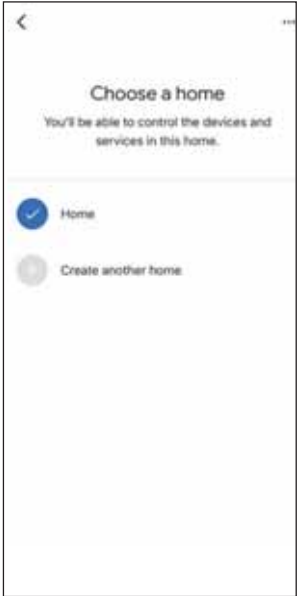 Choose a home
You'll be able to control the devices and
services in this home.
Home
Create another home